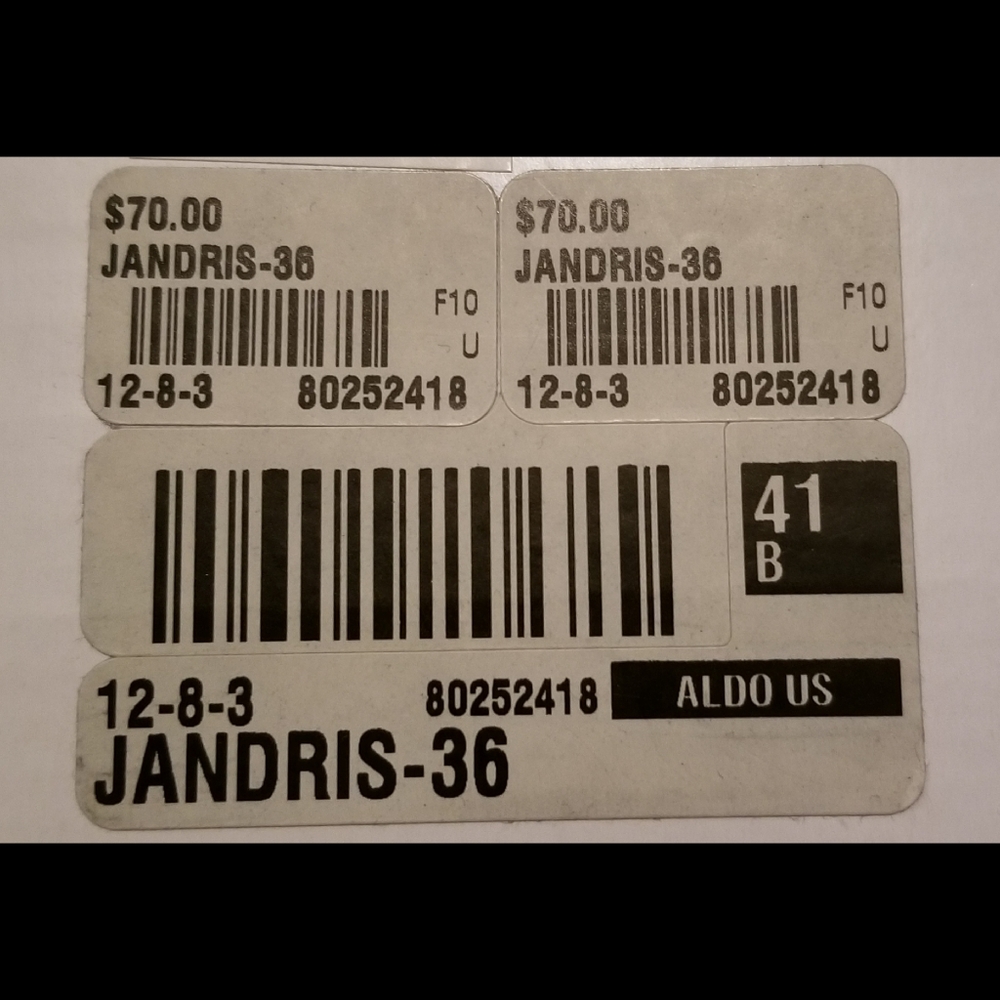 $70.00
JANDRIS-36
F10
U
12-8-3 80252418
$70.00
JANDRIS-36
F10
U
12-8-3 80252418
41
B
12-8-3 80252418 ALDO US
JANDRIS-36